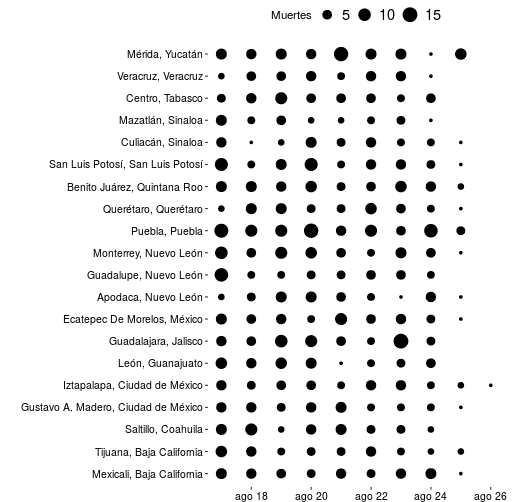 Muertes 5 10 15
Mérida, Yucatán
Veracruz, Veracruz
Centro, Tabasco
Mazatlán, Sinaloa
Culiacán, Sinaloa
San Luis Potosí, San Luis Potosí
Benito Juárez, Quintana Roo
Querétaro, Querétaro
Puebla, Puebla
Monterrey, Nuevo León
Guadalupe, Nuevo León
Apodaca, Nuevo León
Ecatepec De Morelos, México
Guadalajara, Jalisco
León, Guanajuato
Iztapalapa, Ciudad de México
Gustavo A. Madero, Ciudad de México
Saltillo, Coahuila
Tijuana, Baja California
Mexicali, Baja California
ago 18 ago 20 ago 22 ago 24 ago 26